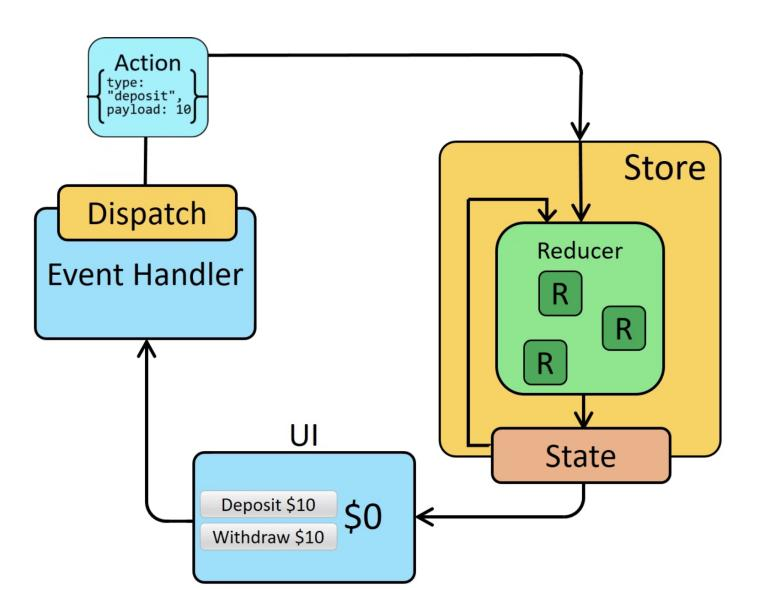 Action
{ type:
"deposit",
payload: 10 }
Store
Dispatch
Event Handler
Reducer
R
R
R
State
UI
Deposit $10
$0
Withdraw $10